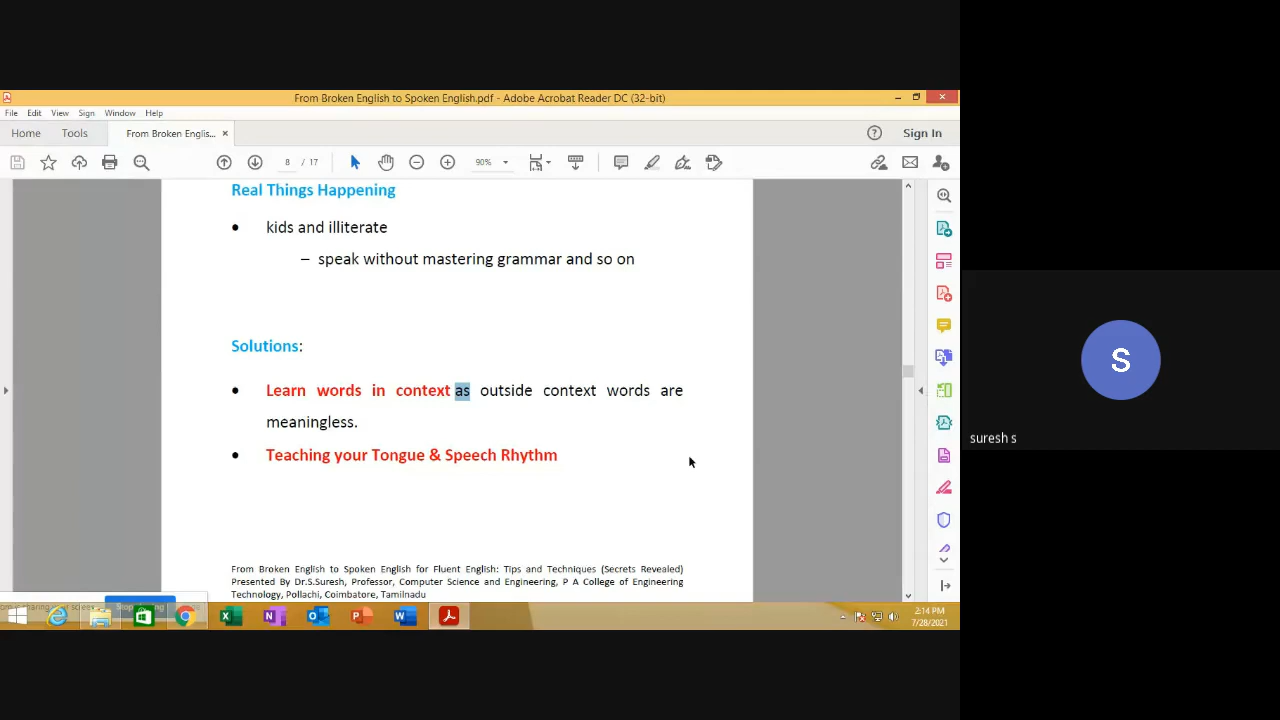 From Broken English to Spoken English.pdf - Adobe Acrobat Reader DC (32-bit)
File Edit View Sign Window Help
Home Tools From Broken Englis... × Sign In
8 / 17 90%
Real Things Happening
• kids and illiterate
– speak without mastering grammar and so on
Solutions:
• Learn words in context as outside context words are
meaningless.
• Teaching your Tongue & Speech Rhythm
From Broken English to Spoken English for Fluent English: Tips and Techniques (Secrets Revealed)
Presented By Dr.S.Suresh, Professor, Computer Science and Engineering, P A College of Engineering
Technology, Pollachi, Coimbatore, Tamilnadu
2:14 PM
7/28/2021
S
suresh s